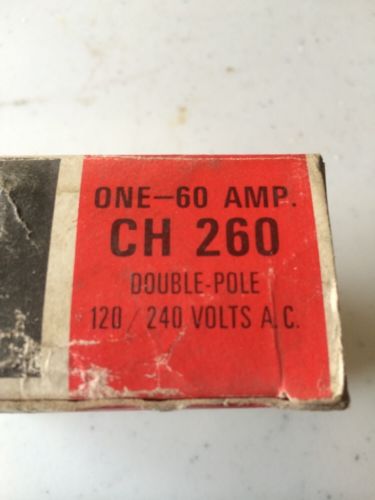 ONE-60 AMP.
CH 260
DOUBLE-POLE
120/240 VOLTS A.C.